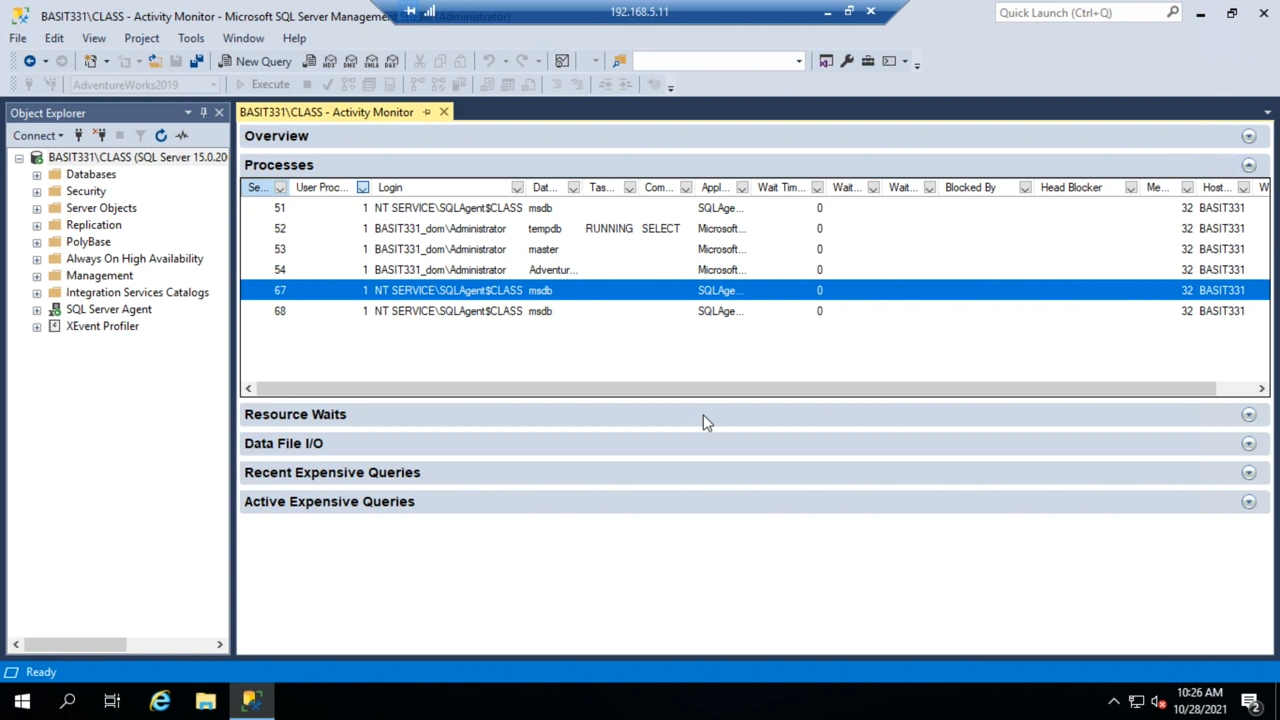 BASIT331\CLASS - Activity Monitor - Microsoft SQL Server Management Studio (Administrator)
192.168.5.11
Quick Launch (Ctrl+Q)
File Edit View Project Tools Window Help
New Query
AdventureWorks2019 Execute
Object Explorer
BASIT331\CLASS - Activity Monitor
Connect
Overview
BASIT331\CLASS (SQL Server 15.0.20
Databases
Security
Server Objects
Replication
PolyBase
Always On High Availability
Management
Integration Services Catalogs
SQL Server Agent
XEvent Profiler
Processes
Se... User Proc... Login Dat... Tas... Com... Appl... Wait Tim... Wait... Wait... Blocked By Head Blocker Me... Host... W
51 1 NT SERVICE\SQLAgent$CLASS msdb SQLAge... 0 32 BASIT331
52 1 BASIT331_dom\Administrator tempdb RUNNING SELECT Microsoft... 0 32 BASIT331
53 1 BASIT331_dom\Administrator master Microsoft... 0 32 BASIT331
54 1 BASIT331_dom\Administrator Adventur... Microsoft... 0 32 BASIT331
67 1 NT SERVICE\SQLAgent$CLASS msdb SQLAge... 0 32 BASIT331
68 1 NT SERVICE\SQLAgent$CLASS msdb SQLAge... 0 32 BASIT331
Resource Waits
Data File I/O
Recent Expensive Queries
Active Expensive Queries
Ready
10:26 AM
10/28/2021
2